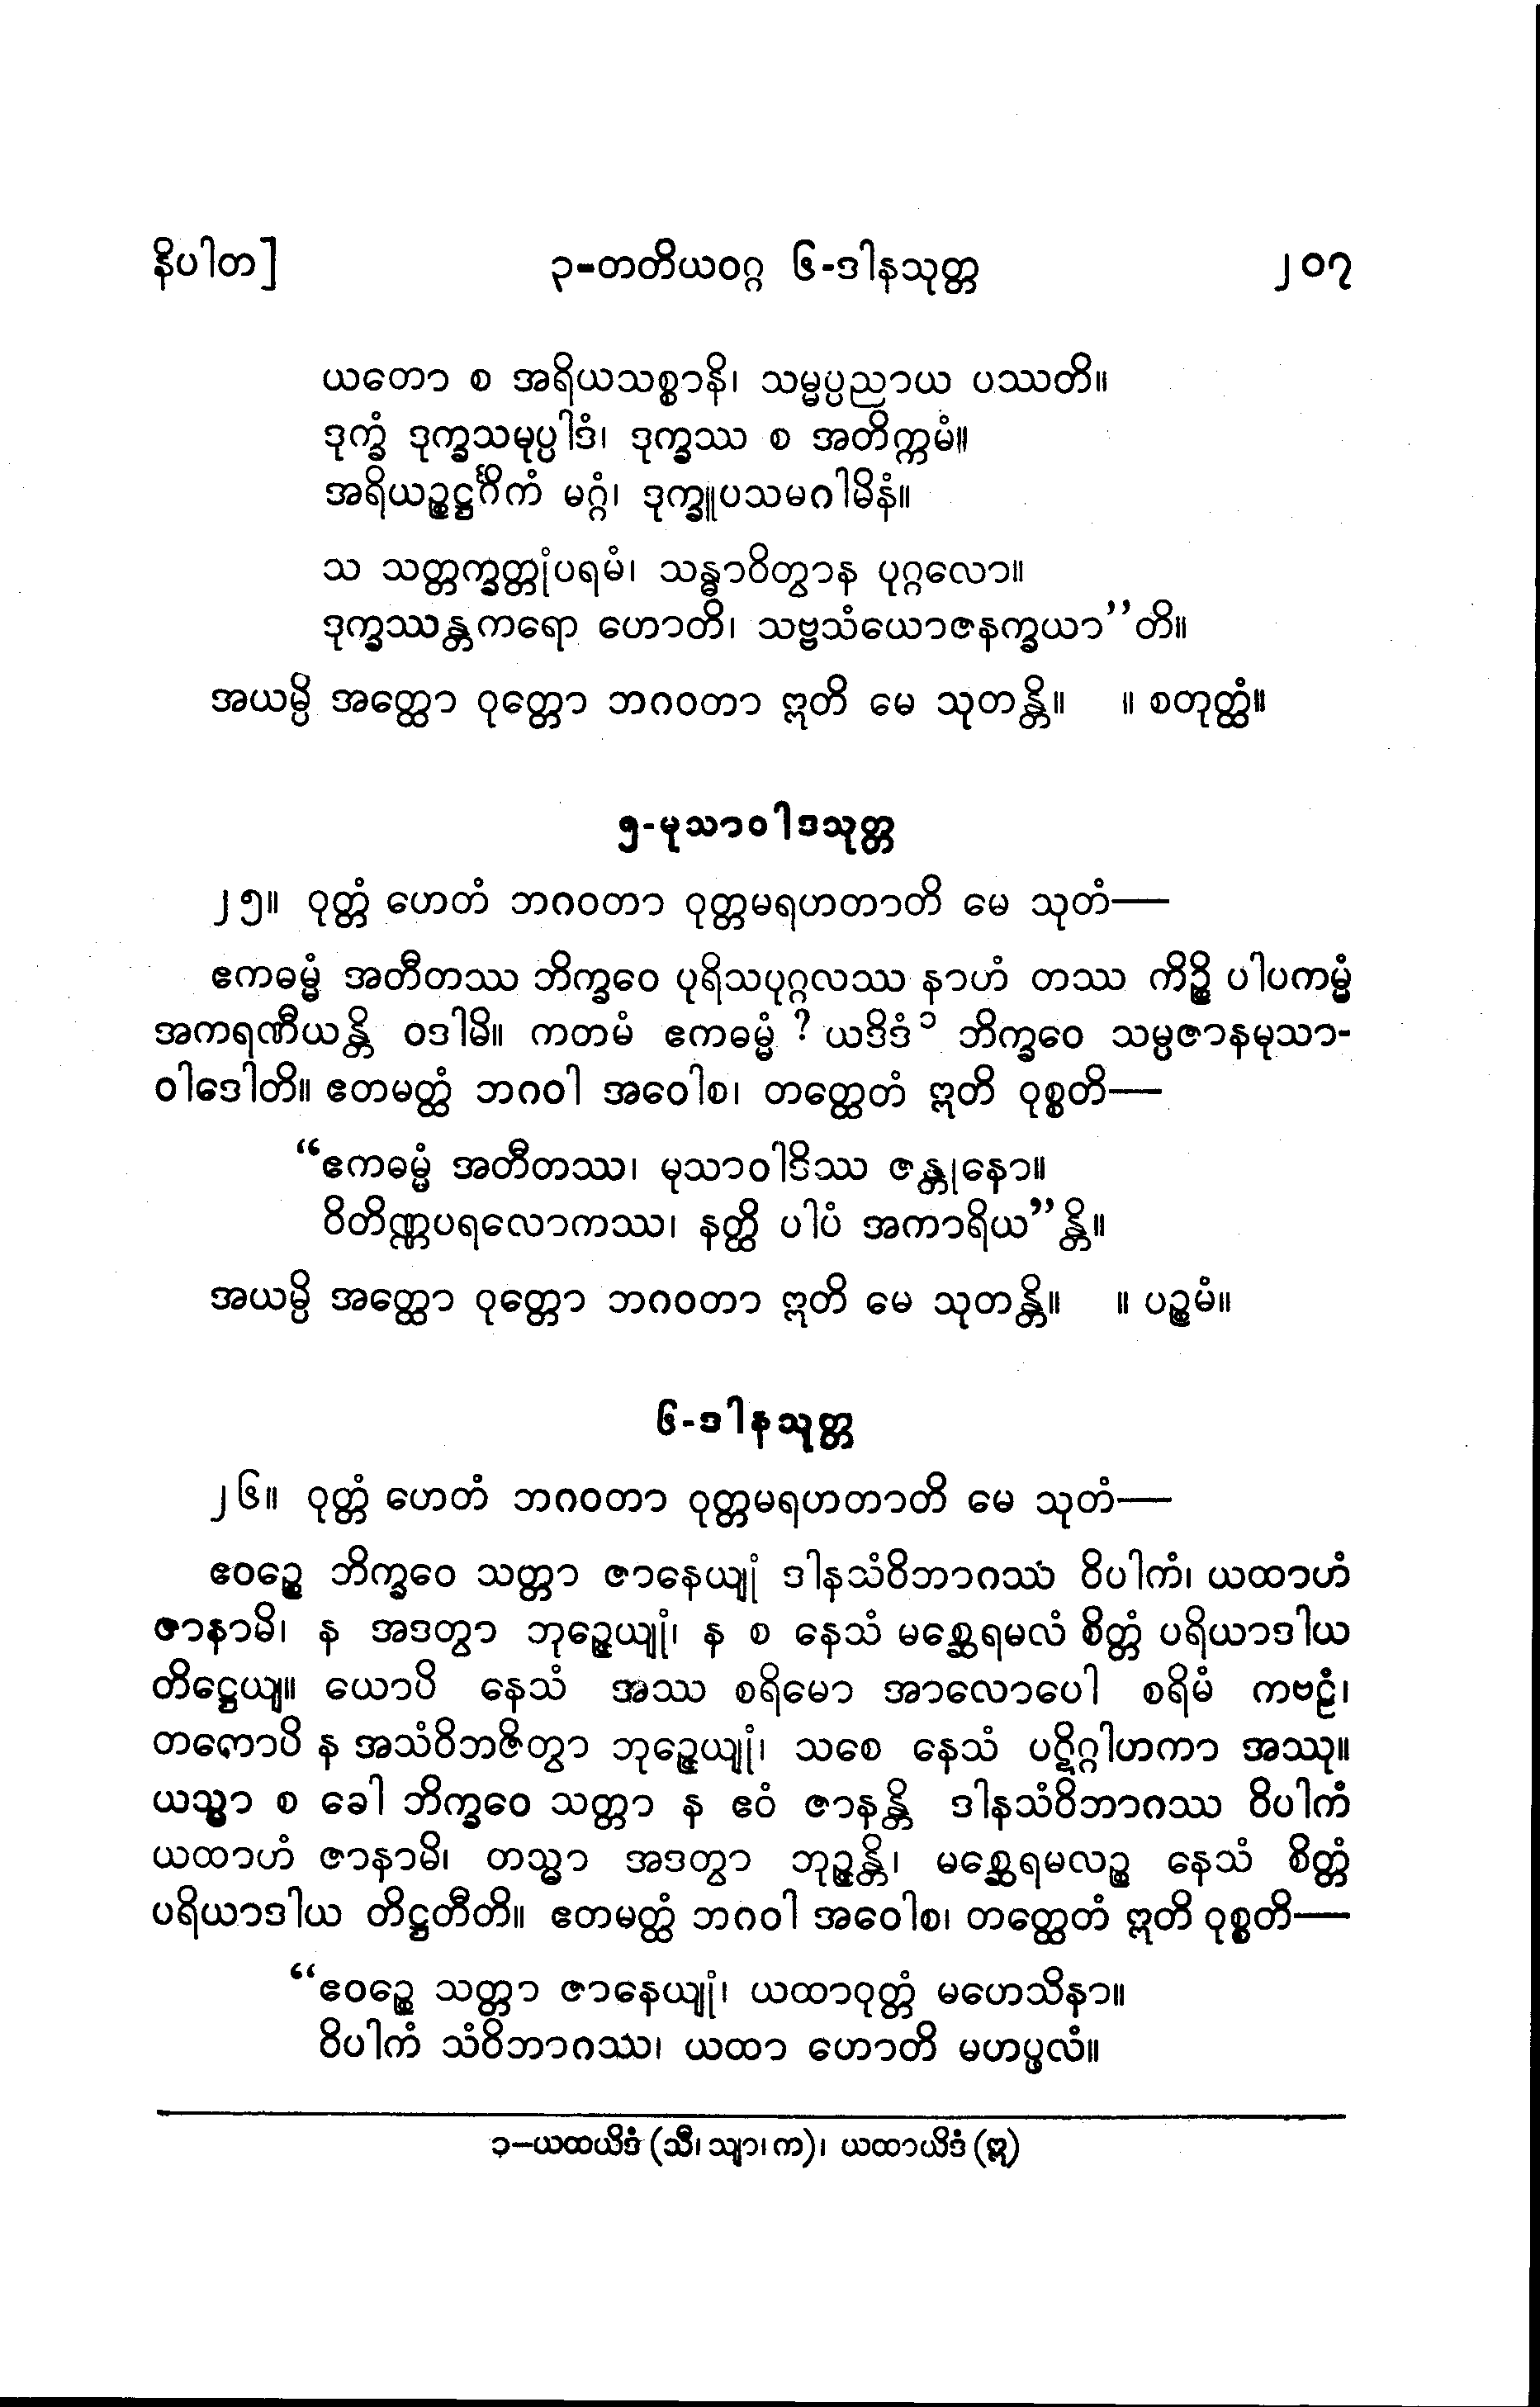 နိပါတ]
၃-တတိယဝဂ္ဂ ၆-ဒါနသုတ္တ
၂၀၇
ယတော စ အရိယသစ္စာနိ၊ သမ္မပ္ပညာယ ပဿတိ။
ဒုက္ခံ ဒုက္ခသမုပ္ပါဒံ၊ ဒုက္ခဿ စ အတိက္ကမံ။
အရိယဉ္စဋ္ဌင်္ဂိကံ မဂ္ဂံ၊ ဒုက္ခူပသမဂါမိနံ။
သ သတ္တက္ခတ္တုံပရမံ၊ သန္ဓာဝိတွာန ပုဂ္ဂလော။
ဒုက္ခဿန္တကရော ဟောတိ၊ သဗ္ဗသံယောဇနက္ခယာ”တိ။
အယမ္ပိ အတ္ထော ဝုတ္တော ဘဂဝတာ ဣတိ မေ သုတန္တိ။ ။ စတုတ္ထံ။
၅-မုသာဝါဒသုတ္တ
၂၅။ ဝုတ္တံ ဟေတံ ဘဂဝတာ ဝုတ္တမရဟတာတိ မေ သုတံ—
ဧကဓမ္မံ အတီတဿ ဘိက္ခဝေ ပုရိသပုဂ္ဂလဿ နာဟံ တဿ ကိဉ္စိ ပါပကမ္မံ
အကရဏီယန္တိ ဝဒါမိ။ ကတမံ ဧကဓမ္မံ ? ယဒိဒံ ၁ ဘိက္ခဝေ သမ္ပဇာနမုသာ-
ဝါဒေါတိ။ ဧတမတ္ထံ ဘဂဝါ အဝေါစ၊ တတ္ထေတံ ဣတိ ဝုစ္စတိ—
“ဧကဓမ္မံ အတီတဿ၊ မုသာဝါဒိဿ ဇန္တုနော။
ဝိတိဏ္ဏပရလောကဿ၊ နတ္ထိ ပါပံ အကာရိယ”န္တိ။
အယမ္ပိ အတ္ထော ဝုတ္တော ဘဂဝတာ ဣတိ မေ သုတန္တိ။ ။ ပဉ္စမံ။
၆-ဒါနသုတ္တ
၂၆။ ဝုတ္တံ ဟေတံ ဘဂဝတာ ဝုတ္တမရဟတာတိ မေ သုတံ—
ဧဝဉ္စေ ဘိက္ခဝေ သတ္တာ ဇာနေယျုံ ဒါနသံဝိဘာဂဿ ဝိပါကံ၊ ယထာဟံ
ဇာနာမိ၊ န အဒတွာ ဘုဉ္ဇေယျုံ၊ န စ နေသံ မစ္ဆေရမလံ စိတ္တံ ပရိယာဒါယ
တိဋ္ဌေယျ။ ယောပိ နေသံ အဿ စရိမော အာလောပေါ စရိမံ ကဗဠံ၊
တတောပိ န အသံဝိဘဇိတွာ ဘုဉ္ဇေယျုံ၊ သစေ နေသံ ပဋိဂ္ဂါဟကာ အဿု။
ယသ္မာ စ ခေါ ဘိက္ခဝေ သတ္တာ န ဧဝံ ဇာနန္တိ ဒါနသံဝိဘာဂဿ ဝိပါကံ
ယထာဟံ ဇာနာမိ၊ တသ္မာ အဒတွာ ဘုဉ္ဇန္တိ၊ မစ္ဆေရမလဉ္စ နေသံ စိတ္တံ
ပရိယာဒါယ တိဋ္ဌတီတိ။ ဧတမတ္ထံ ဘဂဝါ အဝေါစ၊ တတ္ထေတံ ဣတိ ဝုစ္စတိ—
“ဧဝဉ္စေ သတ္တာ ဇာနေယျုံ၊ ယထာဝုတ္တံ မဟေသိနာ။
ဝိပါကံ သံဝိဘာဂဿ၊ ယထာ ဟောတိ မဟပ္ဖလံ။
၁—ယထယိဒံ (သီ၊ သျာ၊ က)၊ ယထာယိဒံ (ဣ)